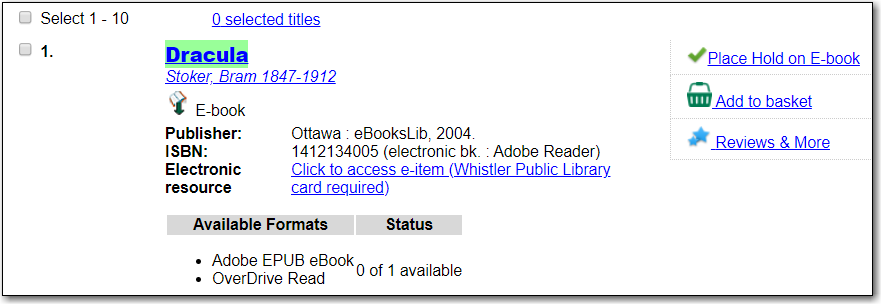 Select 1 - 10 0 selected titles
1. Dracula
Stoker, Bram 1847-1912
E-book
Publisher: Ottawa : eBooksLib, 2004.
ISBN: 1412134005 (electronic bk. : Adobe Reader)
Electronic resource Click to access e-item (Whistler Public Library
card required)
Available Formats Status
• Adobe EPUB eBook
• OverDrive Read
0 of 1 available
Place Hold on E-book
Add to basket
Reviews & More